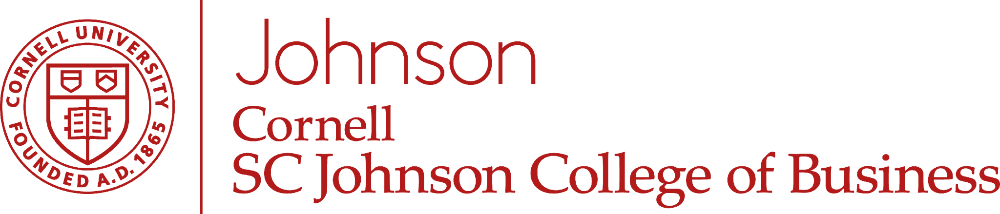 CORNELL UNIVERSITY
FOUNDED A.D. 1865
Johnson
Cornell
SC Johnson College of Business